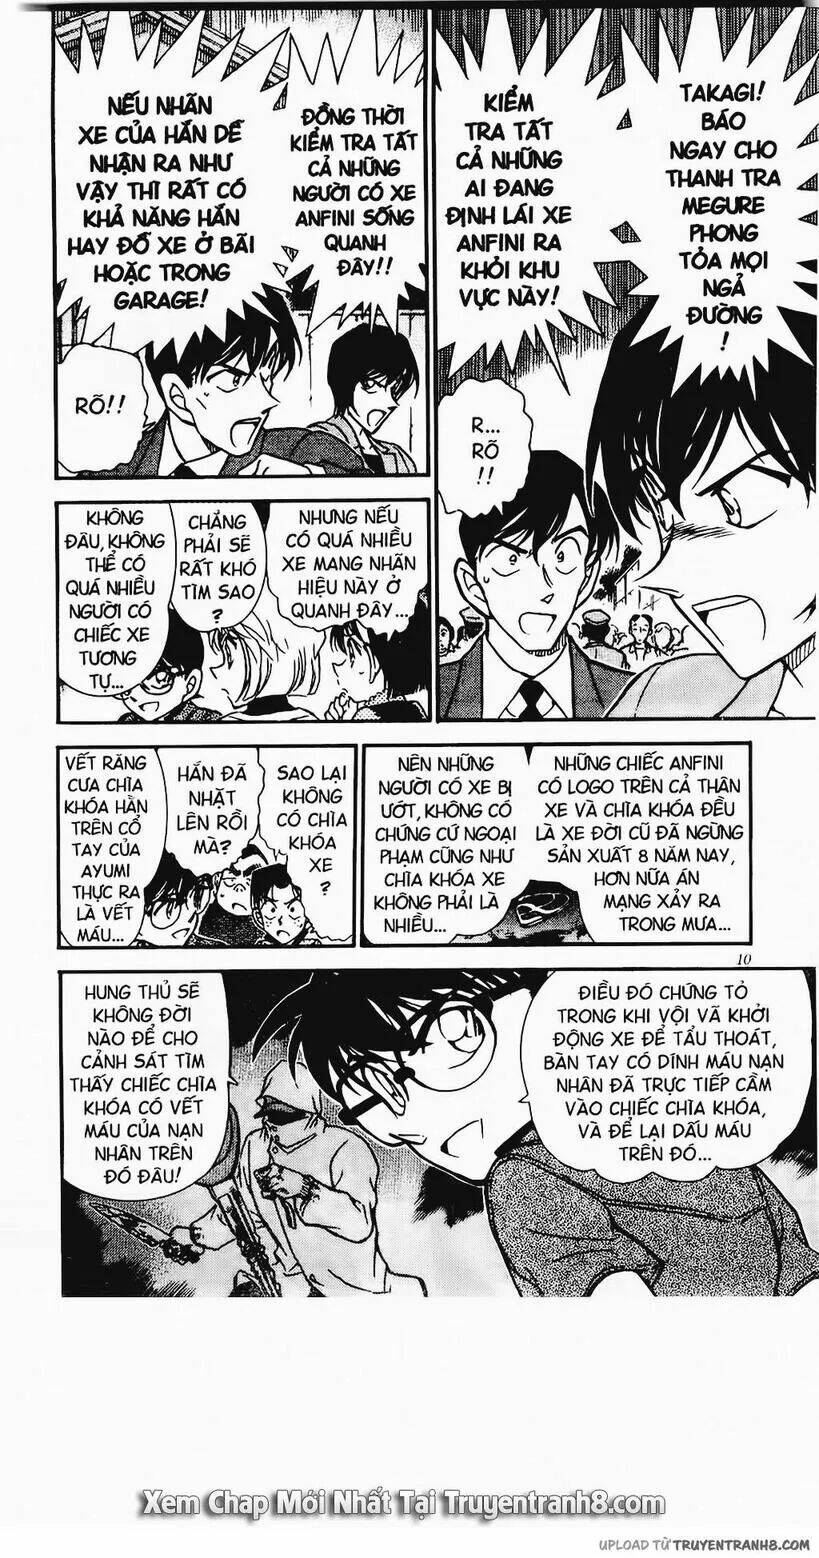 TAKAGI!
BÁO
NGAY CHO
THANH TRA
MEGURE
PHONG
TỎA MỌI
NGẢ
ĐƯỜNG
!
KIỂM
TRA TẤT
CẢ NHỮNG
AI ĐANG
ĐỊNH LÁI XE
ANFINI RA
KHỎI KHU
VỰC NÀY!
R...
RÕ
!!
ĐỒNG THỜI
KIỂM TRA TẤT
CẢ NHỮNG
NGƯỜI CÓ XE
ANFINI SỐNG
QUANH
ĐÂY!!
NẾU NHÃN
XE CỦA HẮN DỄ
NHẬN RA NHƯ
VẬY THÌ RẤT CÓ
KHẢ NĂNG HẮN
HAY ĐỖ XE Ở BÃI
HOẶC TRONG
GARAGE!
RÕ!!
NHƯNG NẾU
CÓ QUÁ NHIỀU
XE MANG NHÃN
HIỆU NÀY Ở
QUANH ĐÂY...
CHẲNG
PHẢI SẼ
RẤT KHÓ
TÌM SAO
?
KHÔNG
ĐÂU, KHÔNG
THỂ CÓ
QUÁ NHIỀU
NGƯỜI CÓ
CHIẾC XE
TƯƠNG
TỰ...
NHỮNG CHIẾC ANFINI
CÓ LOGO TRÊN CẢ THÂN
XE VÀ CHÌA KHÓA ĐỀU
LÀ XE ĐỜI CŨ ĐÃ NGỪNG
SẢN XUẤT 8 NĂM NAY,
HƠN NỮA ÁN
MẠNG XẢY RA
TRONG MƯA...
NÊN NHỮNG
NGƯỜI CÓ XE BỊ
ƯỚT, KHÔNG CÓ
CHỨNG CỨ NGOẠI
PHẠM CŨNG NHƯ
CHÌA KHÓA XE
KHÔNG PHẢI LÀ
NHIỀU...
SAO LẠI
KHÔNG
CÓ CHÌA
KHÓA
XE
?
HẮN ĐÃ
NHẶT
LÊN RỒI
MÀ?
VẾT RĂNG
CƯA CHÌA
KHÓA HẰN
TRÊN CỔ
TAY CỦA
AYUMI
THỰC RA
LÀ VẾT
MÁU...
10
ĐIỀU ĐÓ CHỨNG TỎ
TRONG KHI VỘI VÃ KHỞI
ĐỘNG XE ĐỂ TẨU THOÁT,
BÀN TAY CÓ DÍNH MÁU NẠN
NHÂN ĐÃ TRỰC TIẾP CẦM
VÀO CHIẾC CHÌA KHÓA,
VÀ ĐỂ LẠI DẤU MÁU
TRÊN ĐÓ...
HUNG THỦ SẼ
KHÔNG ĐỜI
NÀO ĐỂ CHO
CẢNH SÁT TÌM
THẤY CHIẾC CHÌA
KHÓA CÓ VẾT
MÁU CỦA NẠN
NHÂN TRÊN
ĐÓ ĐÂU!
Xem Chap Mới Nhất Tại Truyentranh8.com
UPLOAD TỪ TRUYENTRANH8.COM